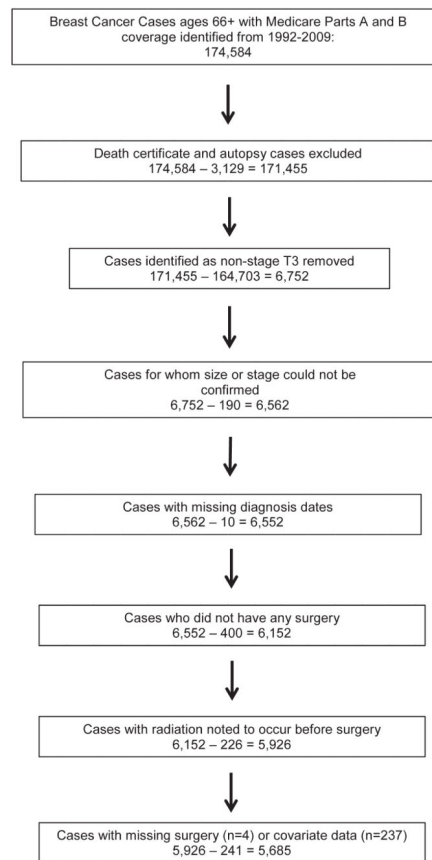 Breast Cancer Cases ages 66+ with Medicare Parts A and B
coverage identified from 1992-2009:
174,584
Death certificate and autopsy cases excluded
174,584 – 3,129 = 171,455
Cases identified as non-stage T3 removed
171,455 – 164,703 = 6,752
Cases for whom size or stage could not be
confirmed
6,752 – 190 = 6,562
Cases with missing diagnosis dates
6,562 – 10 = 6,552
Cases who did not have any surgery
6,552 – 400 = 6,152
Cases with radiation noted to occur before surgery
6,152 – 226 = 5,926
Cases with missing surgery (n=4) or covariate data (n=237)
5,926 – 241 = 5,685